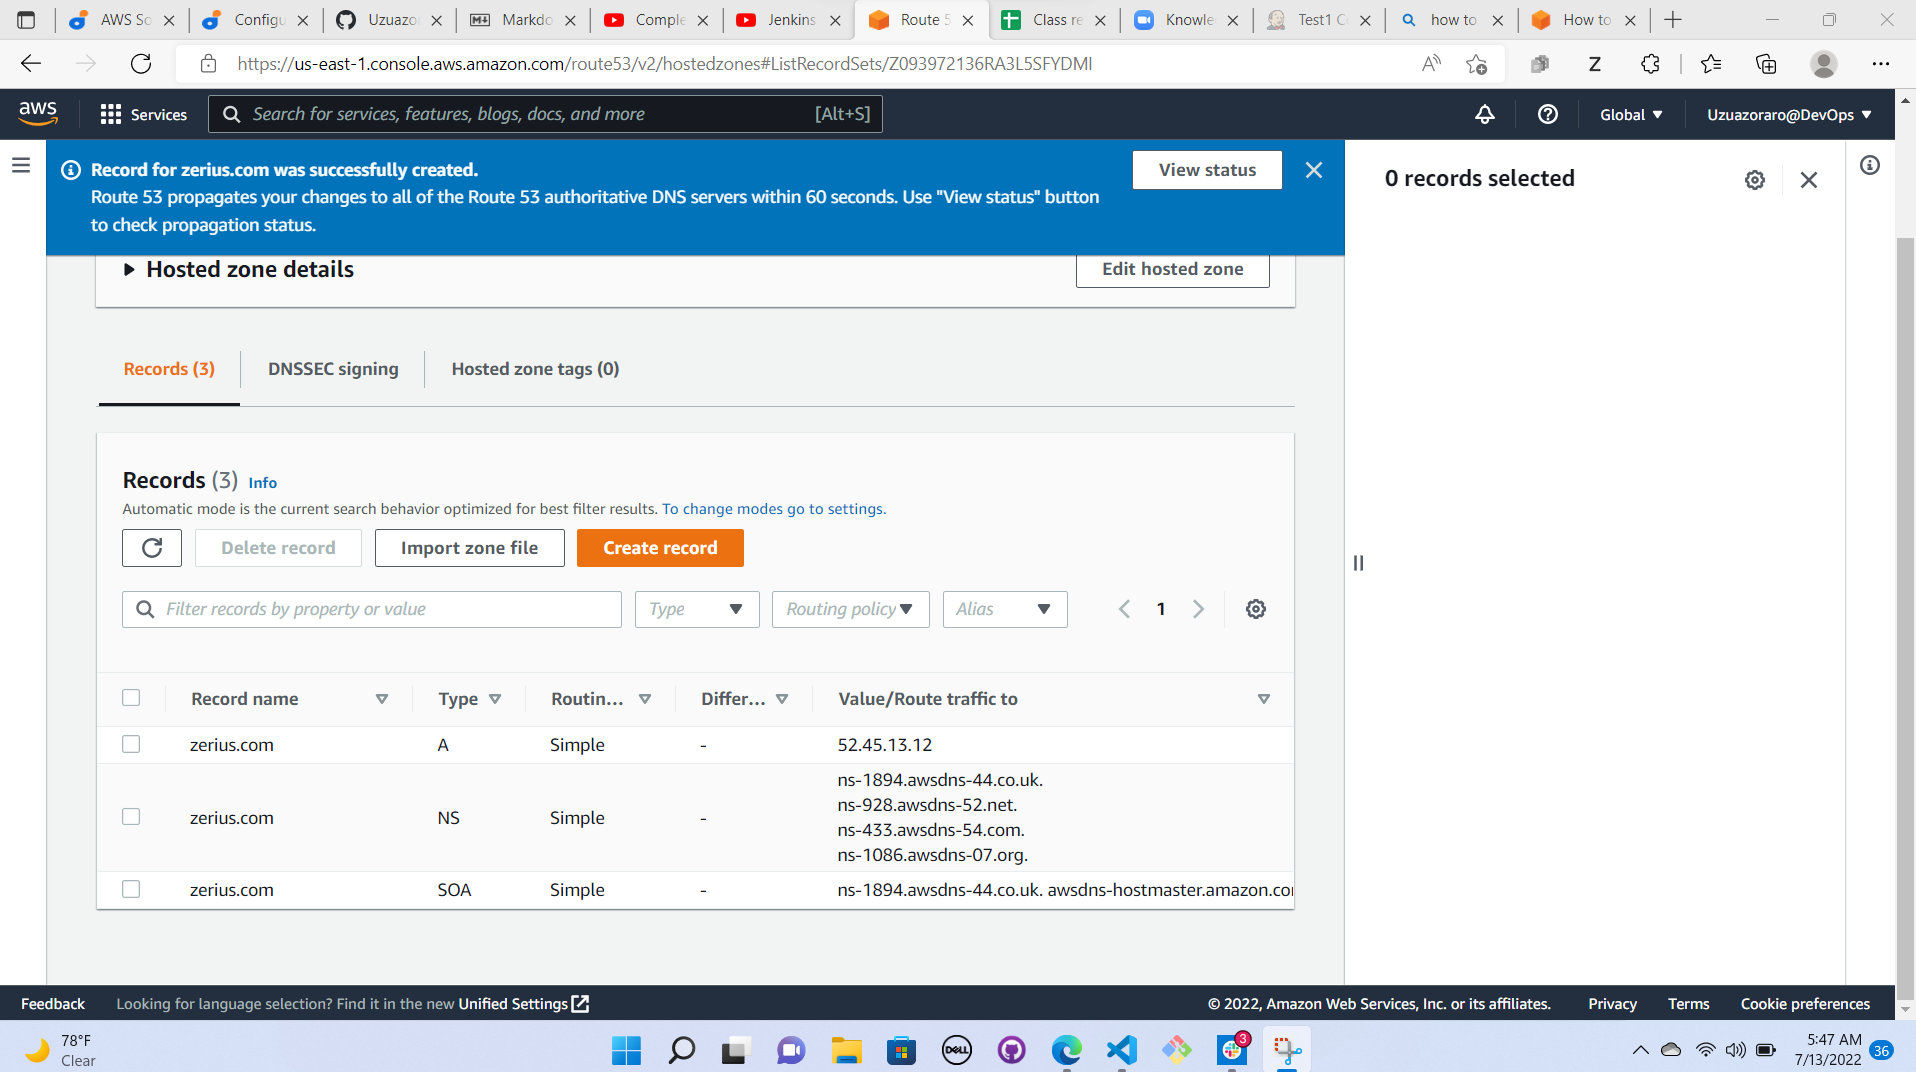 AWS So
Configu
Uzuazo
Markdo
Comple
Jenkins
Route 5
Class re
Knowle
Test1 C
how to
How to
https://us-east-1.console.aws.amazon.com/route53/v2/hostedzones#ListRecordSets/Z093972136RA3L5SFYDMI
aws
Services
Search for services, features, blogs, docs, and more
[Alt+S]
Global
Uzuazoraro@DevOps
Record for zerius.com was successfully created.
Route 53 propagates your changes to all of the Route 53 authoritative DNS servers within 60 seconds. Use "View status" button
to check propagation status.
View status
0 records selected
Hosted zone details
Edit hosted zone
Records (3)
DNSSEC signing
Hosted zone tags (0)
Records (3) Info
Automatic mode is the current search behavior optimized for best filter results. To change modes go to settings.
Delete record
Import zone file
Create record
Filter records by property or value
Type
Routing policy
Alias
1
Record name
Type
Routin...
Differ...
Value/Route traffic to
zerius.com
A
Simple
-
52.45.13.12
zerius.com
NS
Simple
-
ns-1894.awsdns-44.co.uk.
ns-928.awsdns-52.net.
ns-433.awsdns-54.com.
ns-1086.awsdns-07.org.
zerius.com
SOA
Simple
-
ns-1894.awsdns-44.co.uk. awsdns-hostmaster.amazon.co
Feedback
Looking for language selection? Find it in the new Unified Settings
© 2022, Amazon Web Services, Inc. or its affiliates.
Privacy
Terms
Cookie preferences
78°F
Clear
DELL
3
5:47 AM
7/13/2022
36